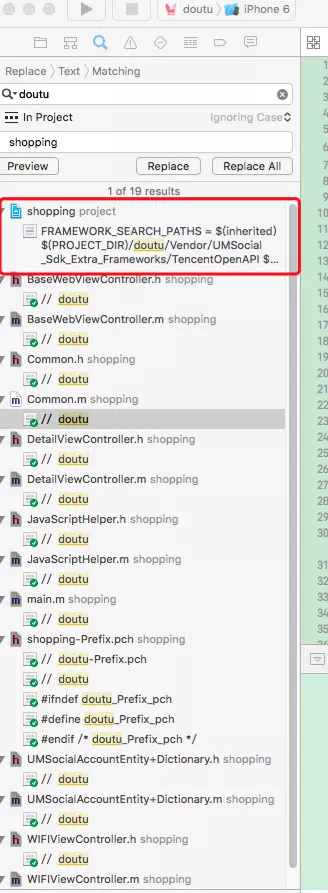 doutu › iPhone 6
Replace › Text › Matching
doutu
In Project Ignoring Case
shopping
Preview Replace Replace All
1 of 19 results
shopping project
FRAMEWORK_SEARCH_PATHS = $(inherited)
$(PROJECT_DIR)/doutu/Vendor/UMSocial
_Sdk_Extra_Frameworks/TencentOpenAPI $...
BaseWebViewController.h shopping
// doutu
BaseWebViewController.m shopping
// doutu
Common.h shopping
// doutu
Common.m shopping
// doutu
DetailViewController.h shopping
// doutu
DetailViewController.m shopping
// doutu
JavaScriptHelper.h shopping
// doutu
JavaScriptHelper.m shopping
// doutu
main.m shopping
// doutu
shopping-Prefix.pch shopping
// doutu-Prefix.pch
// doutu
#ifndef doutu_Prefix_pch
#define doutu_Prefix_pch
#endif /* doutu_Prefix_pch */
UMSocialAccountEntity+Dictionary.h shopping
// doutu
UMSocialAccountEntity+Dictionary.m shopping
// doutu
WIFIViewController.h shopping
// doutu
WIFIViewController.m shopping
1
2
3
4
5
6
7
8
9
10
11
12
13
14
15
16
17
18
19
20
21
22
23
24
25
26
27
28
29
30
31
32
33
34
35